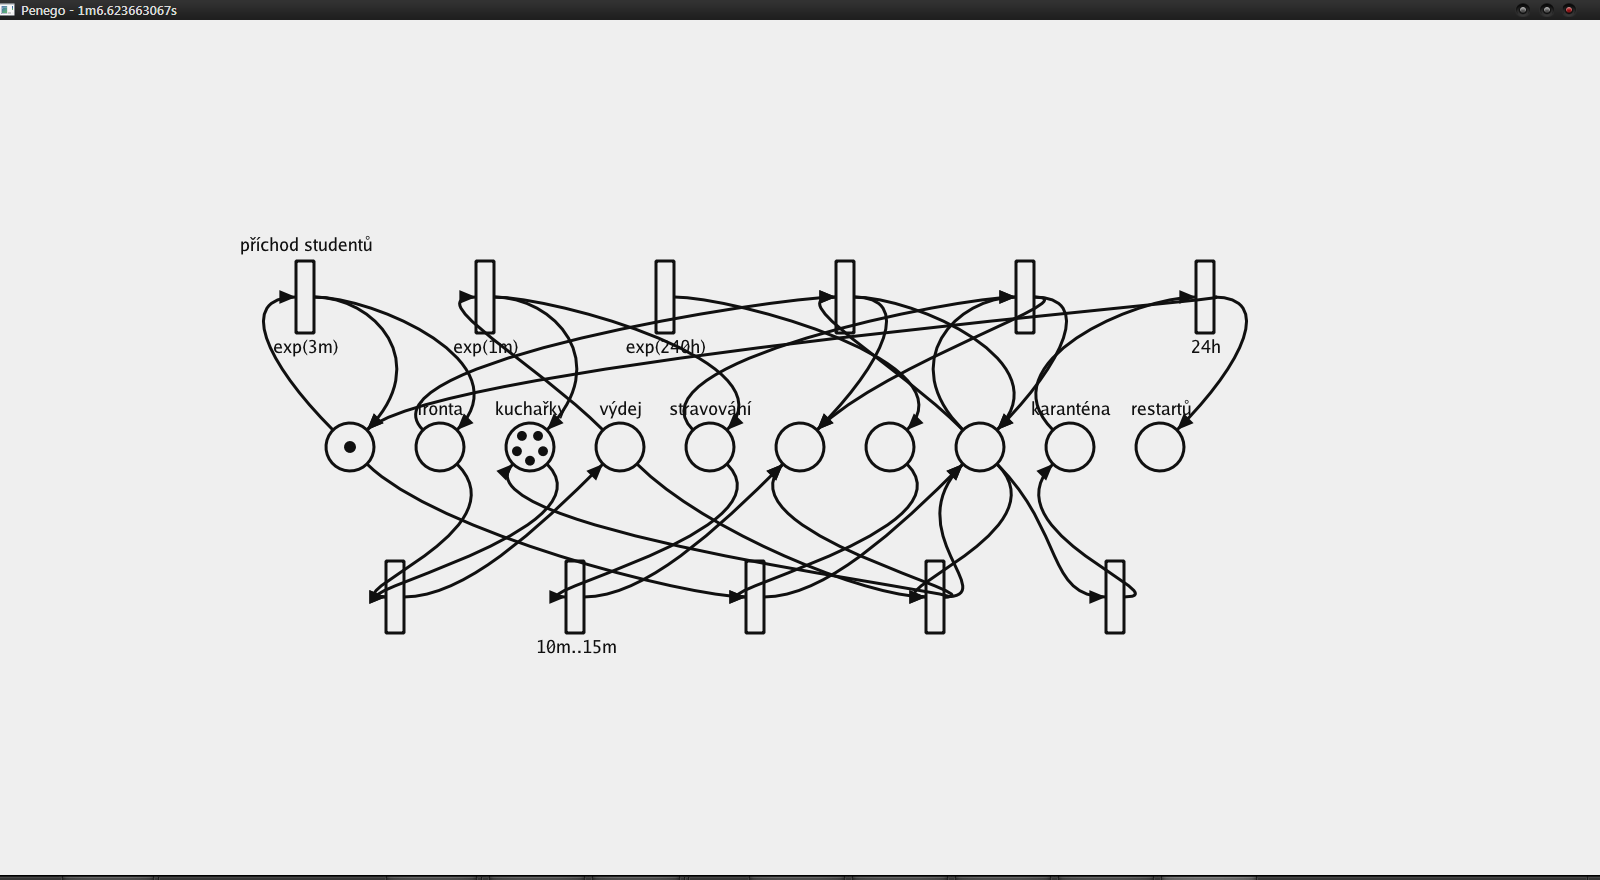 Penego - 1m6.623663067s
příchod studentů
exp(3m)
exp(1m)
exp(240h)
24h
fronta
kuchařky
výdej
stravování
karanténa
restartů
10m..15m